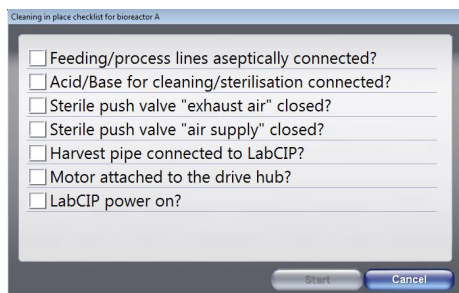 Cleaning in place checklist for bioreactor A
Feeding/process lines aseptically connected?
Acid/Base for cleaning/sterilisation connected?
Sterile push valve "exhaust air" closed?
Sterile push valve "air supply" closed?
Harvest pipe connected to LabCIP?
Motor attached to the drive hub?
LabCIP power on?
Start
Cancel